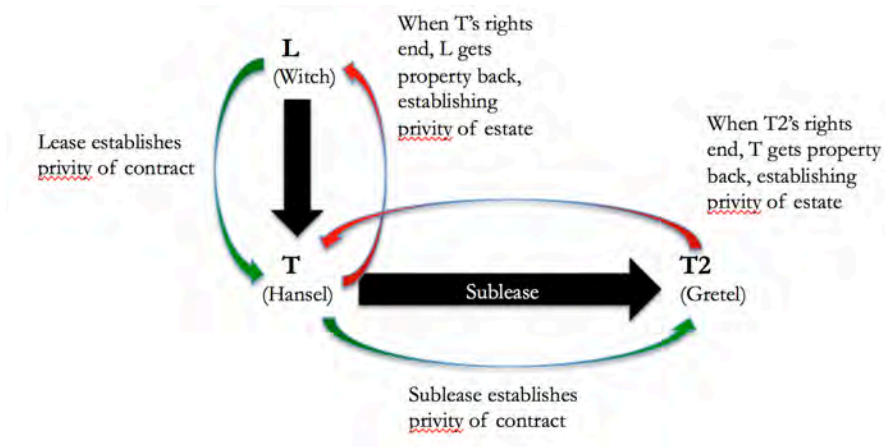 When T's rights
end, L gets
property back,
establishing
privity of estate
L
(Witch)
Lease establishes
privity of contract
When T2's rights
end, T gets property
back, establishing
privity of estate
T
(Hansel)
Sublease
T2
(Gretel)
Sublease establishes
privity of contract